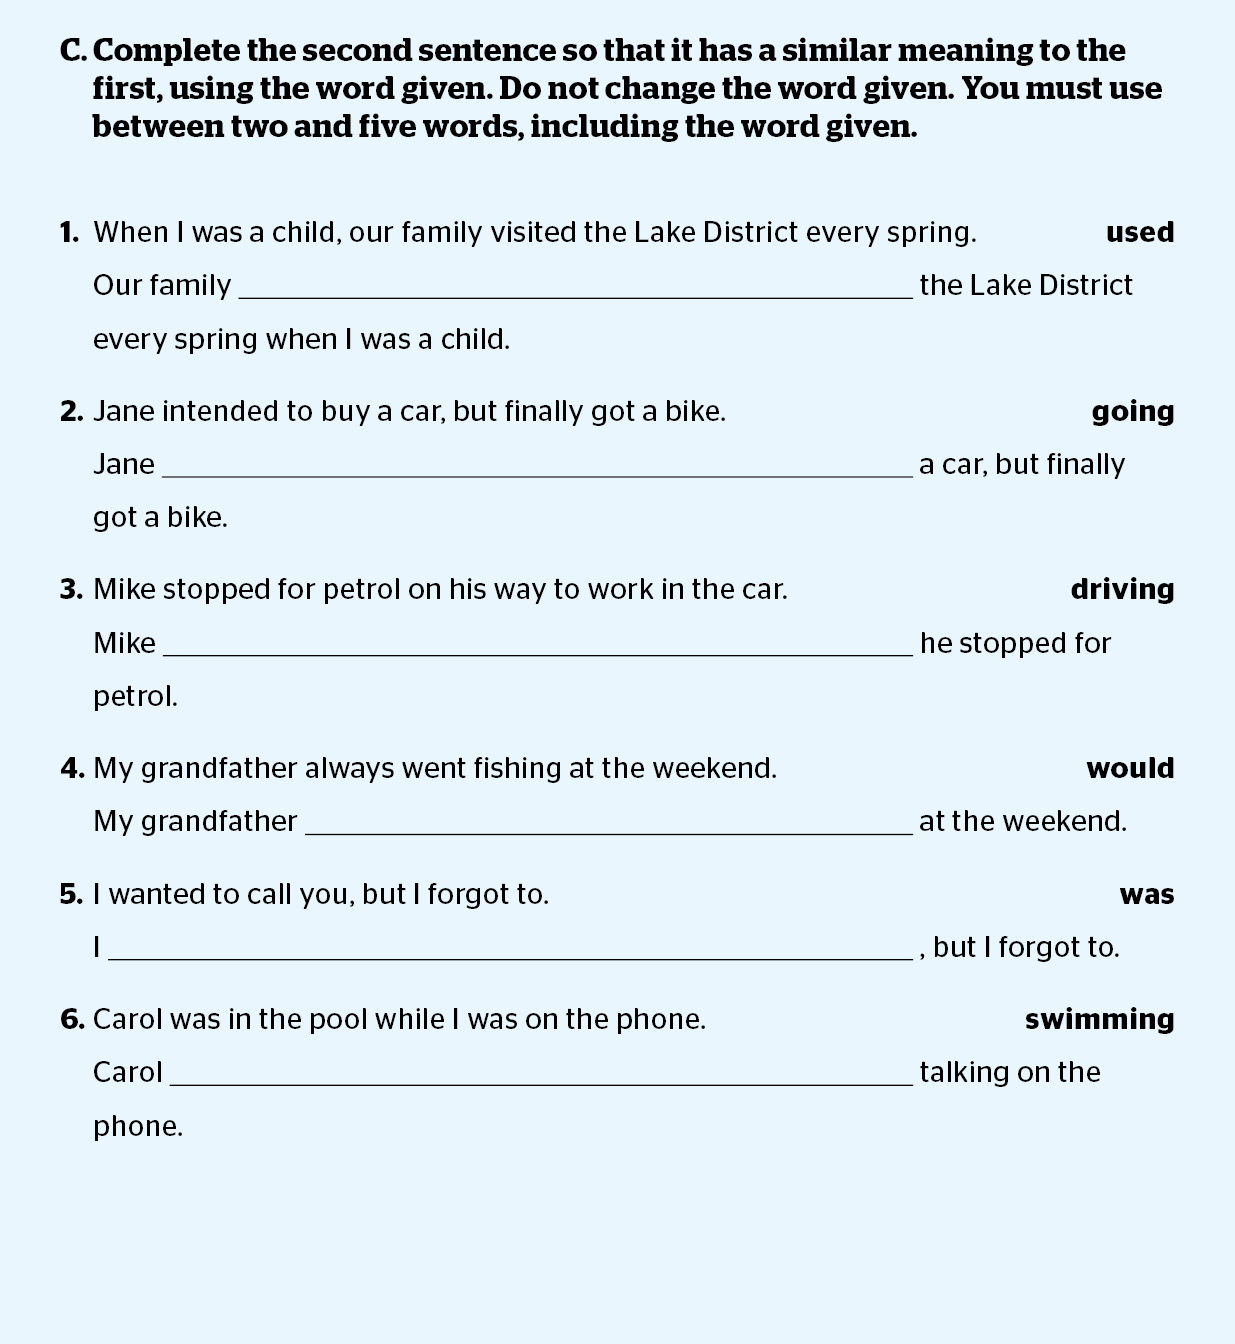 C. Complete the second sentence so that it has a similar meaning to the
first, using the word given. Do not change the word given. You must use
between two and five words, including the word given.
1. When I was a child, our family visited the Lake District every spring. used
Our family ______________________________ the Lake District
every spring when I was a child.
2. Jane intended to buy a car, but finally got a bike. going
Jane ______________________________ a car, but finally
got a bike.
3. Mike stopped for petrol on his way to work in the car. driving
Mike ______________________________ he stopped for
petrol.
4. My grandfather always went fishing at the weekend. would
My grandfather ______________________________ at the weekend.
5. I wanted to call you, but I forgot to. was
I ______________________________ , but I forgot to.
6. Carol was in the pool while I was on the phone. swimming
Carol ______________________________ talking on the
phone.